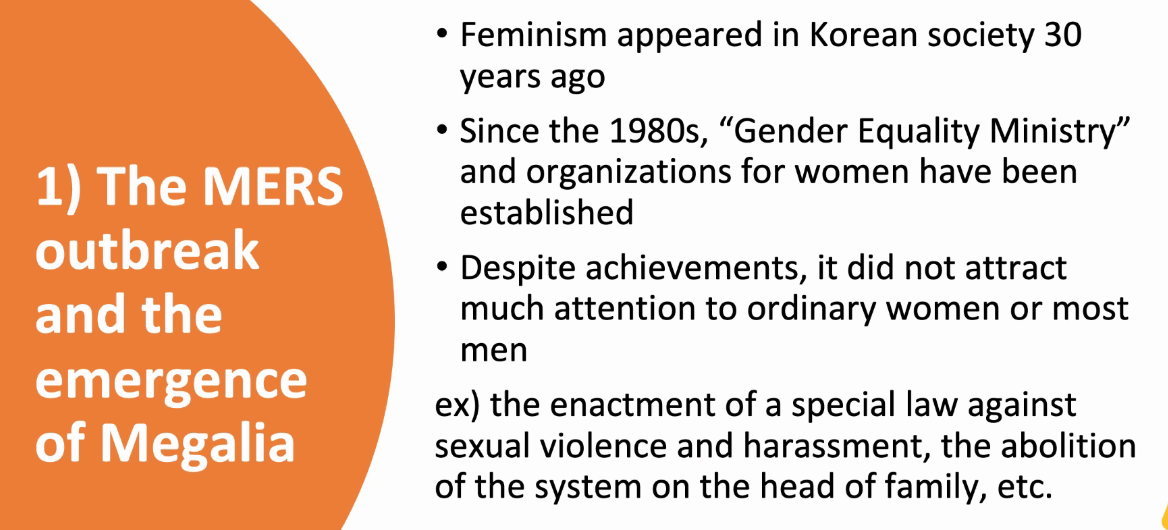 1) The MERS
outbreak
and the
emergence
of Megalia
• Feminism appeared in Korean society 30
years ago
• Since the 1980s, “Gender Equality Ministry”
and organizations for women have been
established
• Despite achievements, it did not attract
much attention to ordinary women or most
men
ex) the enactment of a special law against
sexual violence and harassment, the abolition
of the system on the head of family, etc.